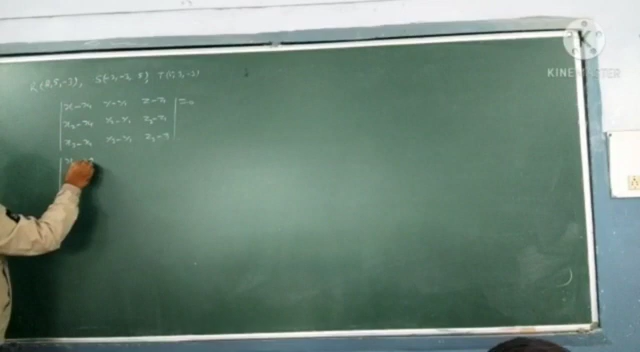 R(2,5,-3), S(-2,-3,5) T(5,3,-2)
| x-x₁ y-y₁ z-z₁ | =0
| x₂-x₁ y₂-y₁ z₂-z₁ |
| x₃-x₁ y₃-y₁ z₃-z₁ |
KINEMASTER